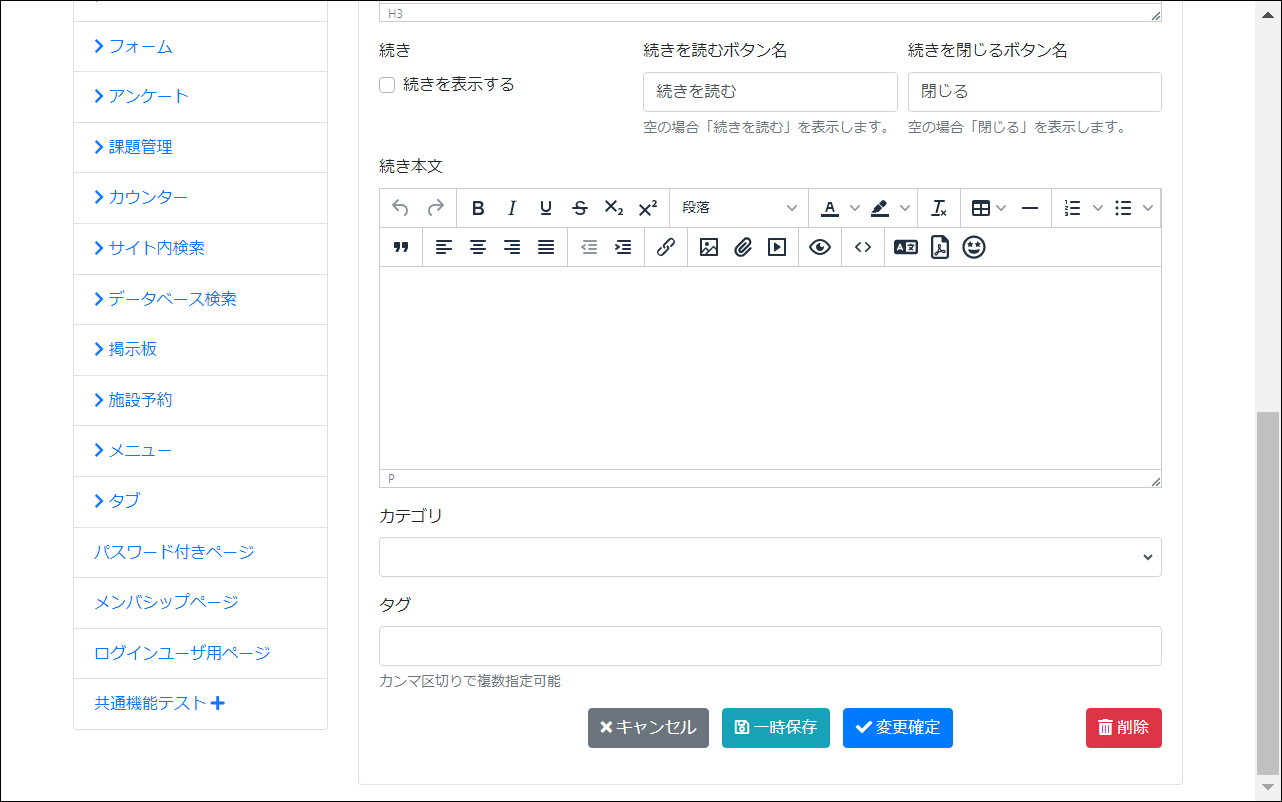 フォーム
アンケート
課題管理
カウンター
サイト内検索
データベース検索
掲示板
施設予約
メニュー
タブ
パスワード付きページ
メンバシップページ
ログインユーザ用ページ
共通機能テスト
H3
続き
続きを表示する
続きを読むボタン名
続きを読む
空の場合「続きを読む」を表示します。
続きを閉じるボタン名
閉じる
空の場合「閉じる」を表示します。
続き本文
段落
P
カテゴリ
タグ
カンマ区切りで複数指定可能
キャンセル 一時保存 変更確定 削除